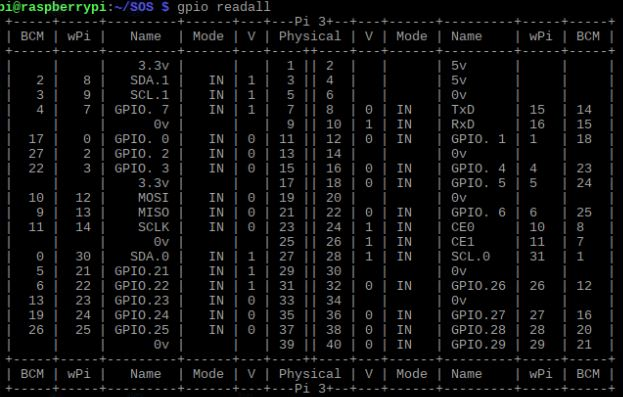 pi@raspberrypi:~/SOS $ gpio readall
+-----+-----+---------+------+---+---Pi 3---+---+------+---------+-----+-----+
| BCM | wPi | Name | Mode | V | Physical | V | Mode | Name | wPi | BCM |
+-----+-----+---------+------+---+----++----+---+------+---------+-----+-----+
| | | 3.3v | | | 1 || 2 | | | 5v | | |
| 2 | 8 | SDA.1 | IN | 1 | 3 || 4 | | | 5v | | |
| 3 | 9 | SCL.1 | IN | 1 | 5 || 6 | | | 0v | | |
| 4 | 7 | GPIO. 7 | IN | 1 | 7 || 8 | 0 | IN | TxD | 15 | 14 |
| | | 0v | | | 9 || 10 | 1 | IN | RxD | 16 | 15 |
| 17 | 0 | GPIO. 0 | IN | 0 | 11 || 12 | 0 | IN | GPIO. 1 | 1 | 18 |
| 27 | 2 | GPIO. 2 | IN | 0 | 13 || 14 | | | 0v | | |
| 22 | 3 | GPIO. 3 | IN | 0 | 15 || 16 | 0 | IN | GPIO. 4 | 4 | 23 |
| | | 3.3v | | | 17 || 18 | 0 | IN | GPIO. 5 | 5 | 24 |
| 10 | 12 | MOSI | IN | 0 | 19 || 20 | | | 0v | | |
| 9 | 13 | MISO | IN | 0 | 21 || 22 | 0 | IN | GPIO. 6 | 6 | 25 |
| 11 | 14 | SCLK | IN | 0 | 23 || 24 | 1 | IN | CE0 | 10 | 8 |
| | | 0v | | | 25 || 26 | 1 | IN | CE1 | 11 | 7 |
| 0 | 30 | SDA.0 | IN | 1 | 27 || 28 | 1 | IN | SCL.0 | 31 | 1 |
| 5 | 21 | GPIO.21 | IN | 1 | 29 || 30 | | | 0v | | |
| 6 | 22 | GPIO.22 | IN | 1 | 31 || 32 | 0 | IN | GPIO.26 | 26 | 12 |
| 13 | 23 | GPIO.23 | IN | 0 | 33 || 34 | | | 0v | | |
| 19 | 24 | GPIO.24 | IN | 0 | 35 || 36 | 0 | IN | GPIO.27 | 27 | 16 |
| 26 | 25 | GPIO.25 | IN | 0 | 37 || 38 | 0 | IN | GPIO.28 | 28 | 20 |
| | | 0v | | | 39 || 40 | 0 | IN | GPIO.29 | 29 | 21 |
+-----+-----+---------+------+---+----++----+---+------+---------+-----+-----+
| BCM | wPi | Name | Mode | V | Physical | V | Mode | Name | wPi | BCM |
+-----+-----+---------+------+---+---Pi 3---+---+------+---------+-----+-----+